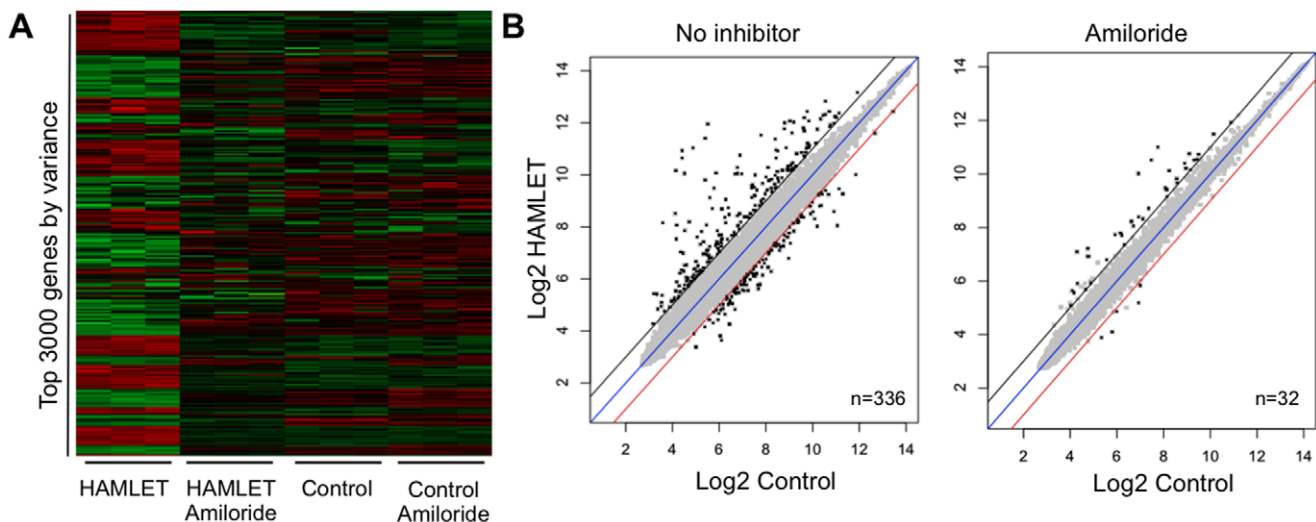 A
Top 3000 genes by variance
HAMLET
HAMLET
Amiloride
Control
Control
Amiloride
B
No inhibitor
Log2 HAMLET
14
12
10
8
6
4
2
n=336
2 4 6 8 10 12 14
Log2 Control
Amiloride
14
12
10
8
6
4
2
n=32
2 4 6 8 10 12 14
Log2 Control